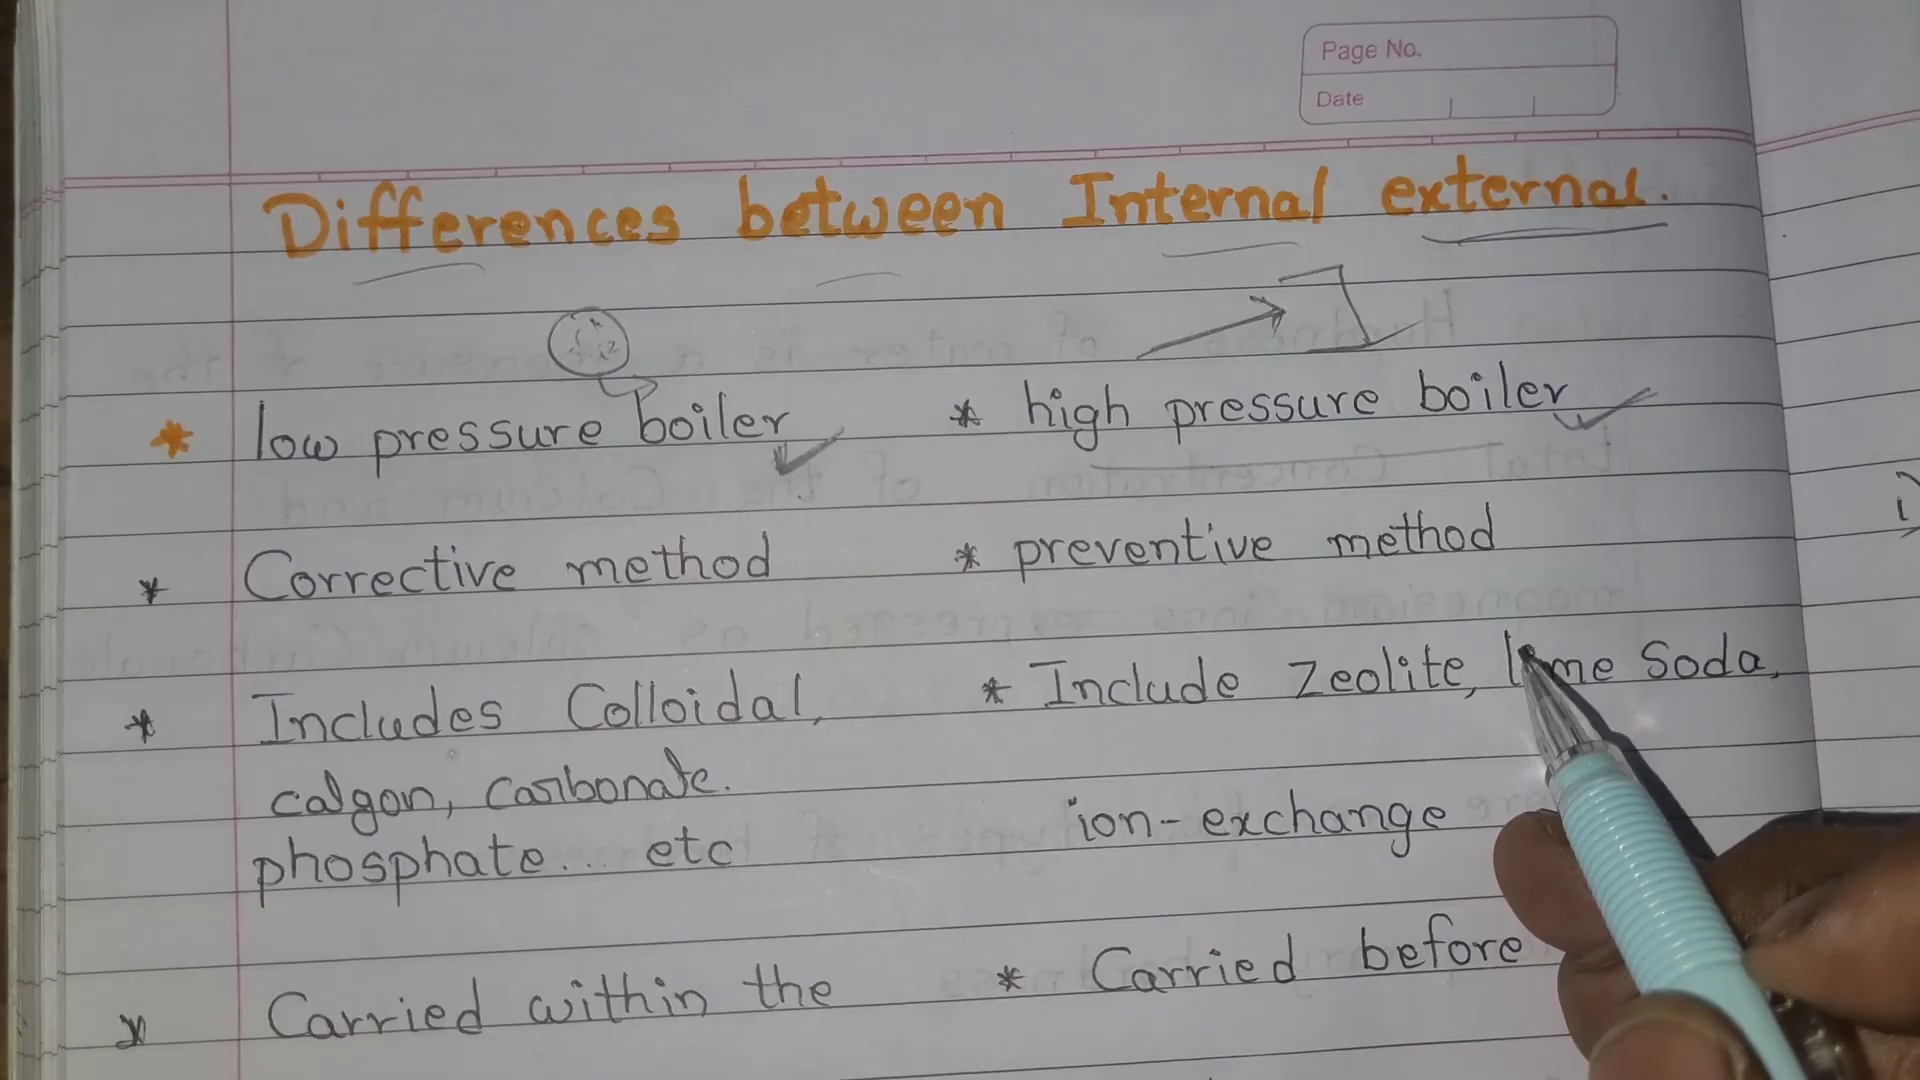 Page No.
Date
Differences between Internal external.
* low pressure boiler
* high pressure boiler
* Corrective method
* preventive method
* Includes Colloidal,
calgon, carbonate.
phosphate... etc
* Include Zeolite, lime Soda,
ion-exchange
* Carried within the
* Carried before